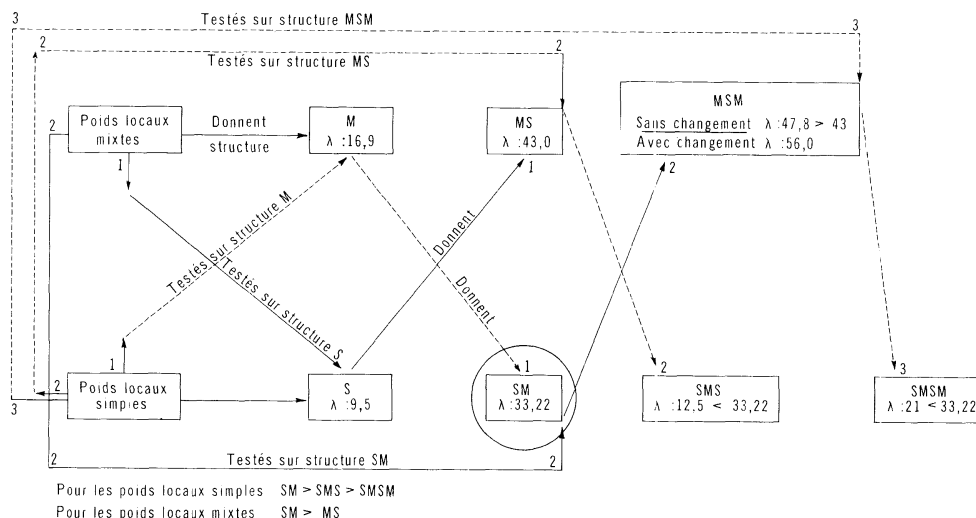 3
Testés sur structure MSM
3
2
2
Testés sur structure MS
2
Poids locaux
mixtes
Donnent
structure
M
λ :16,9
MS
λ :43,0
MSM
Sans changement λ :47,8 > 43
Avec changement λ :56,0
1
1
2
Testés sur structure M
Testés sur structure S
Donnent
Donnent
1
1
2
3
2
3
Poids locaux
simples
S
λ :9,5
SM
λ :33,22
SMS
λ :12,5 < 33,22
SMSM
λ :21 < 33,22
Testés sur structure SM
2
Pour les poids locaux simples SM > SMS > SMSM
Pour les poids locaux mixtes SM > MS